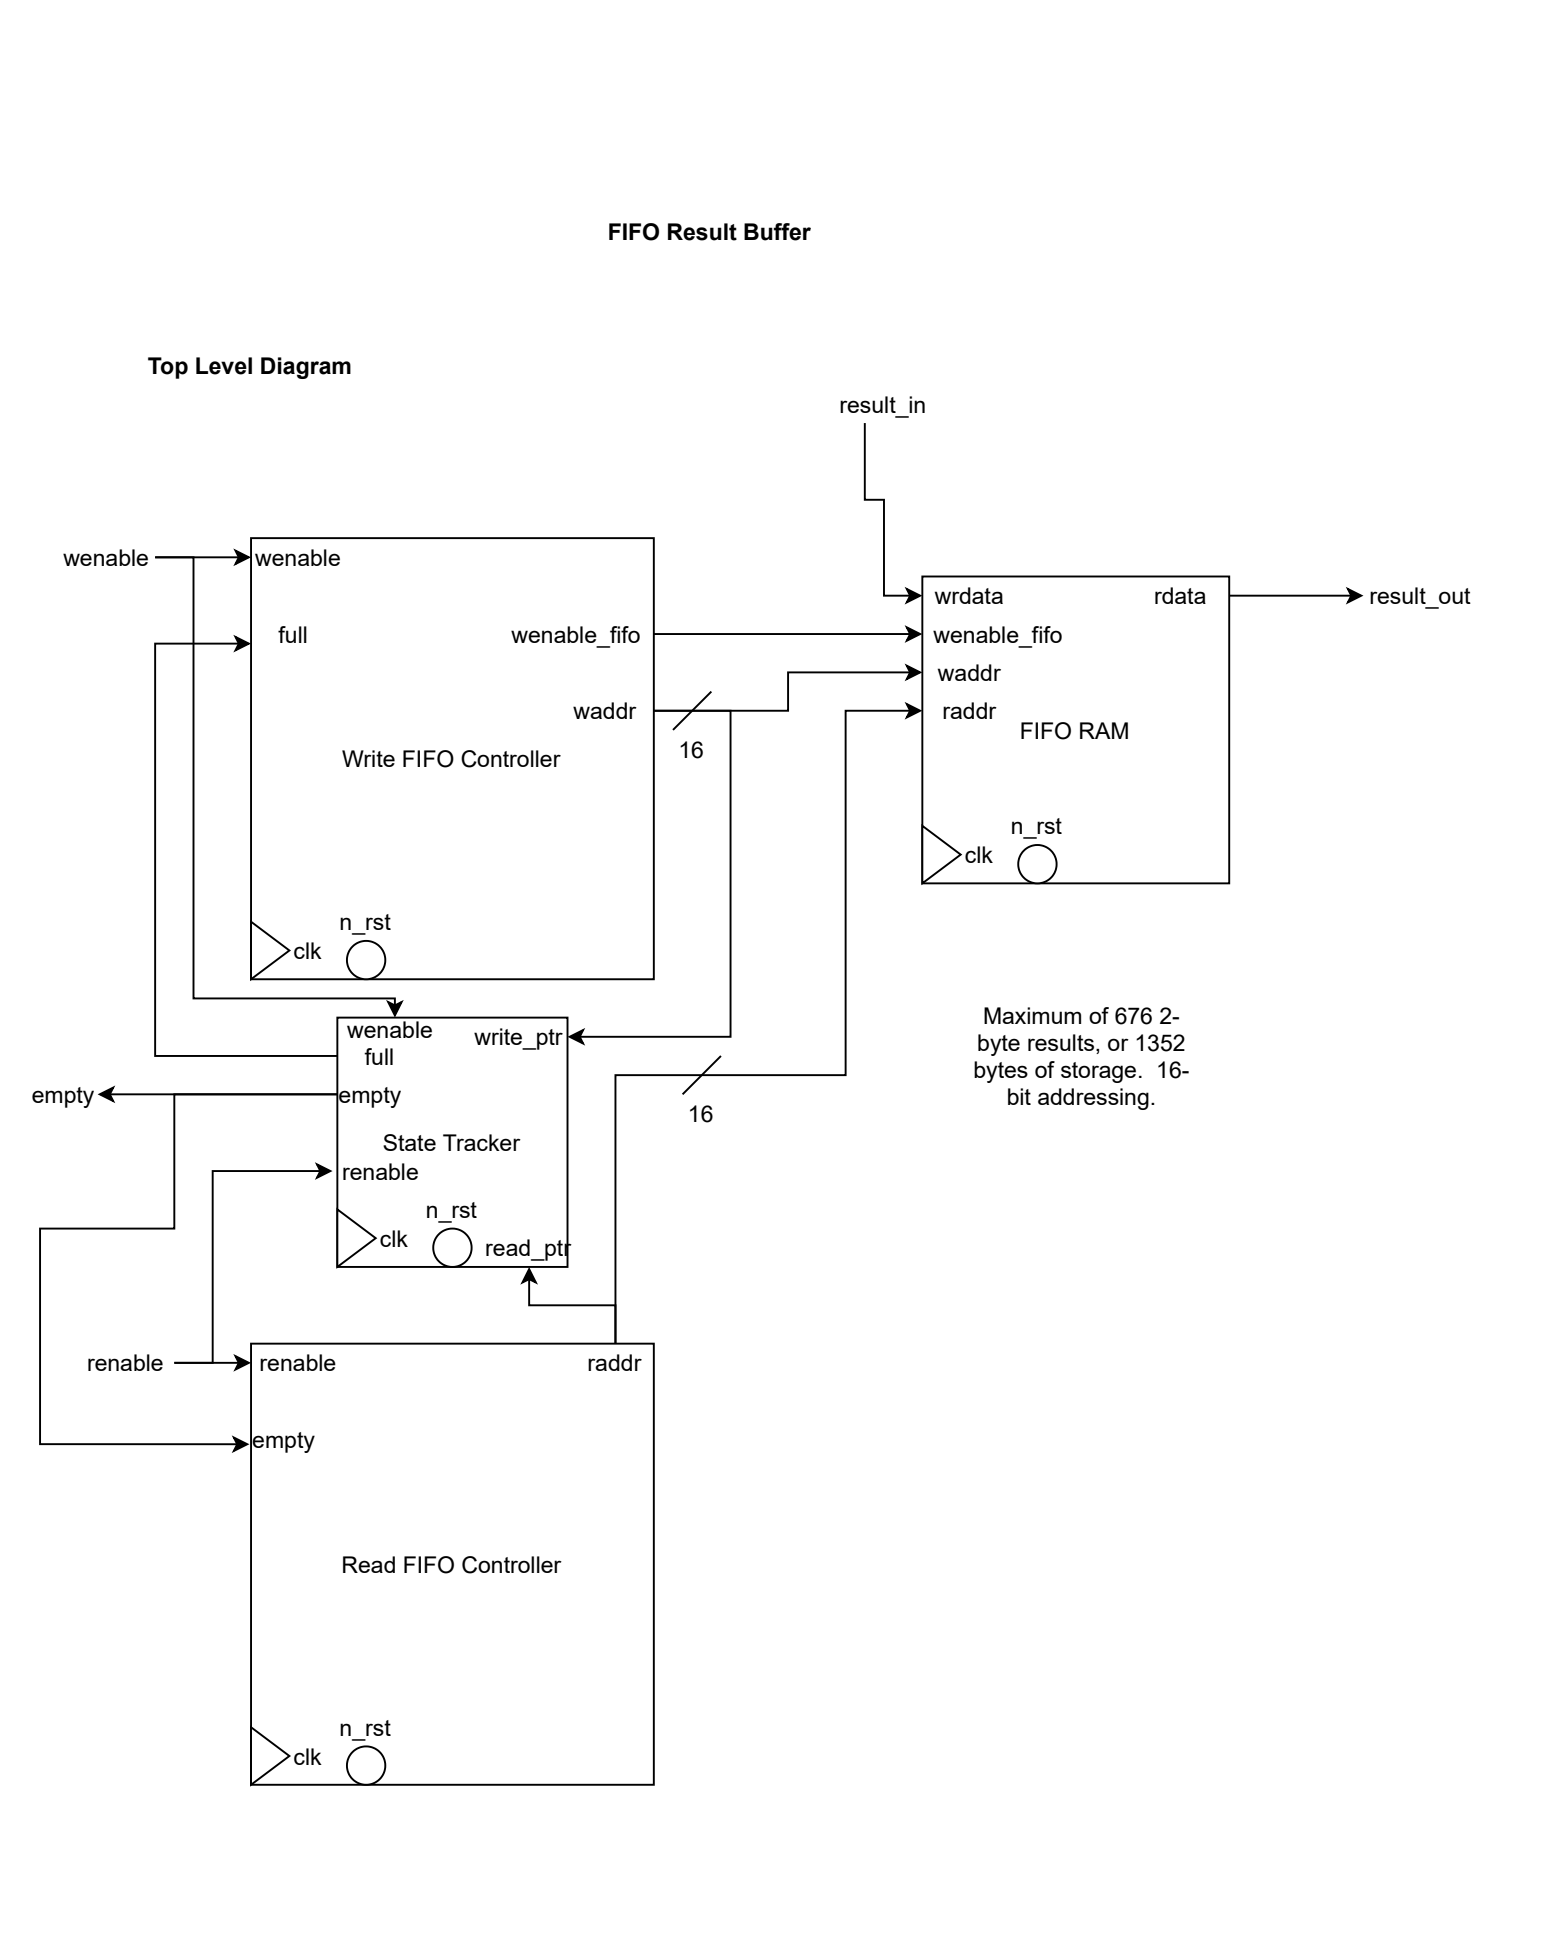 FIFO Result Buffer
Top Level Diagram
result_in
wenable
wenable
full
wenable_fifo
waddr
16
Write FIFO Controller
n_rst
clk
wrdata
rdata
result_out
wenable_fifo
waddr
raddr
FIFO RAM
n_rst
clk
wenable
write_ptr
full
empty
empty
State Tracker
renable
n_rst
clk
read_ptr
16
Maximum of 676 2-
byte results, or 1352
bytes of storage.  16-
bit addressing.
renable
renable
raddr
empty
Read FIFO Controller
n_rst
clk